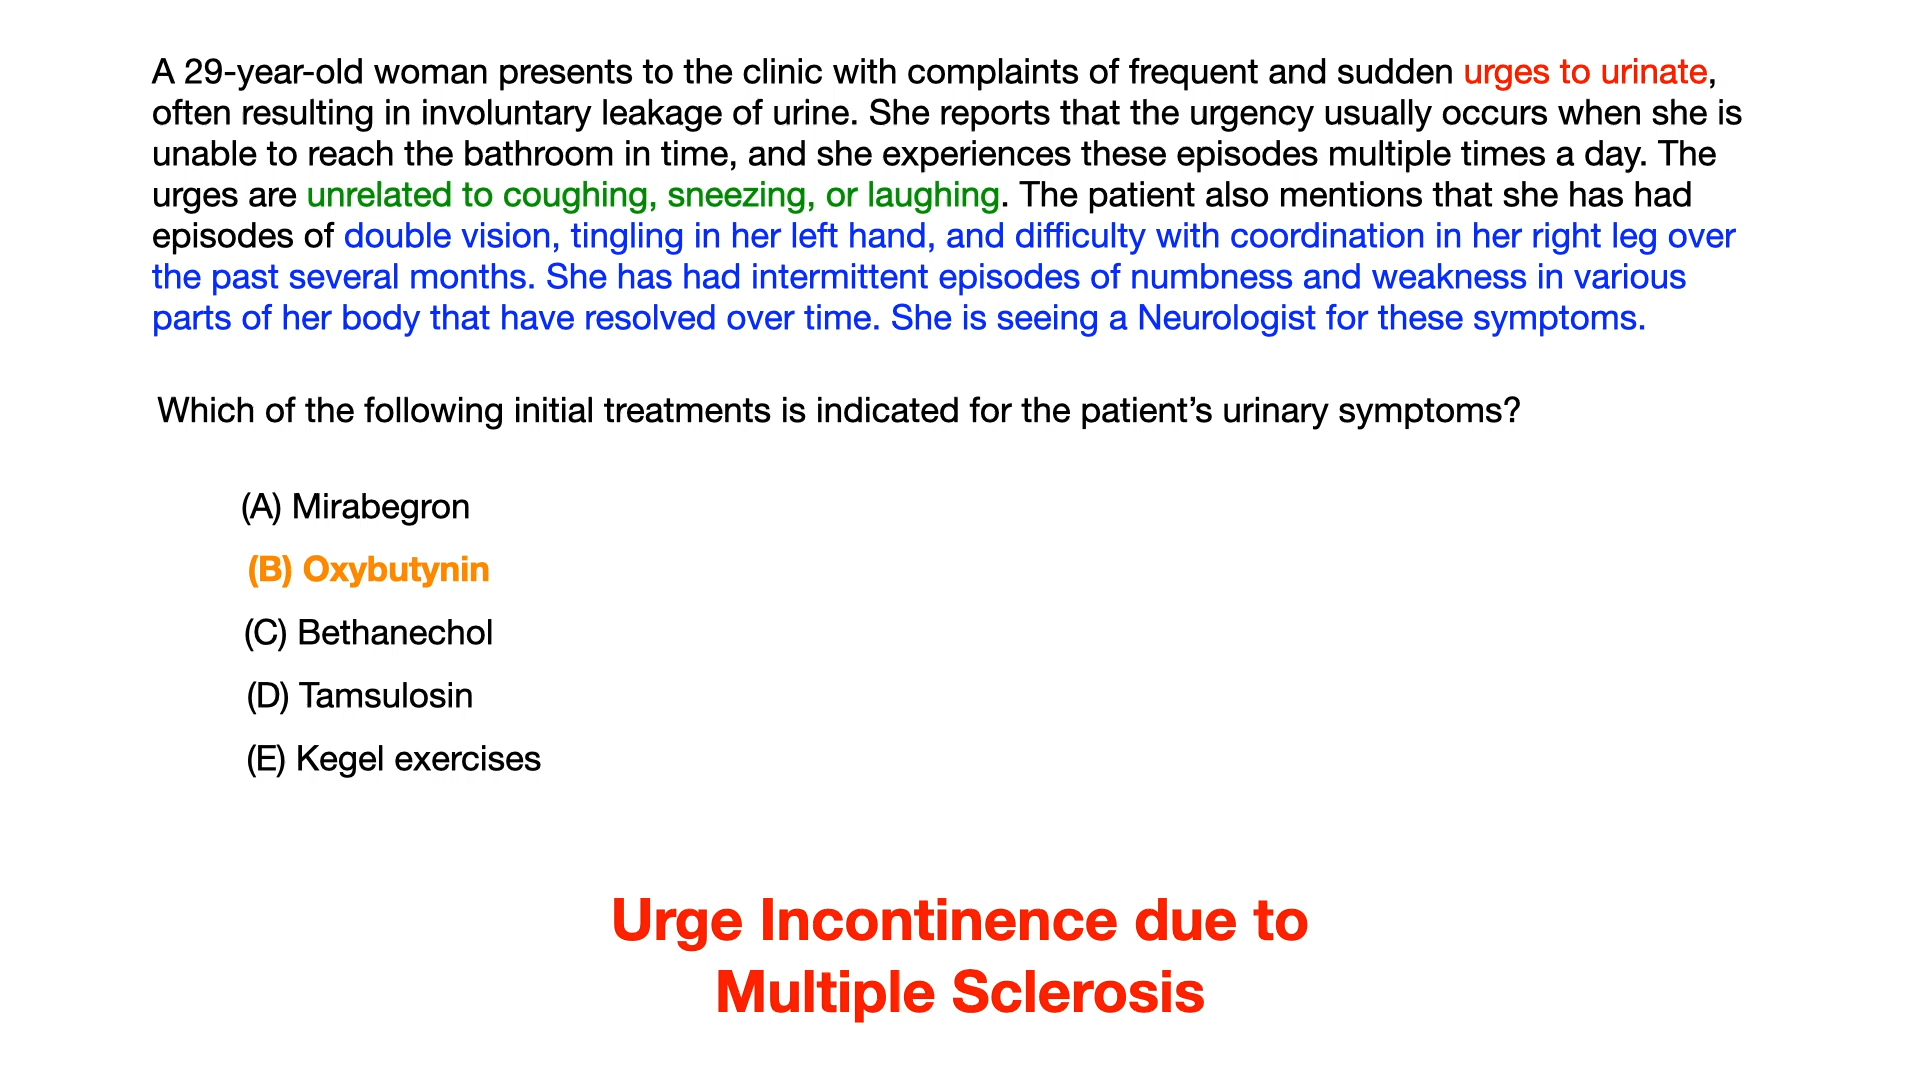 A 29-year-old woman presents to the clinic with complaints of frequent and sudden urges to urinate,
often resulting in involuntary leakage of urine. She reports that the urgency usually occurs when she is
unable to reach the bathroom in time, and she experiences these episodes multiple times a day. The
urges are unrelated to coughing, sneezing, or laughing. The patient also mentions that she has had
episodes of double vision, tingling in her left hand, and difficulty with coordination in her right leg over
the past several months. She has had intermittent episodes of numbness and weakness in various
parts of her body that have resolved over time. She is seeing a Neurologist for these symptoms.
Which of the following initial treatments is indicated for the patient’s urinary symptoms?
(A) Mirabegron
(B) Oxybutynin
(C) Bethanechol
(D) Tamsulosin
(E) Kegel exercises
Urge Incontinence due to
Multiple Sclerosis